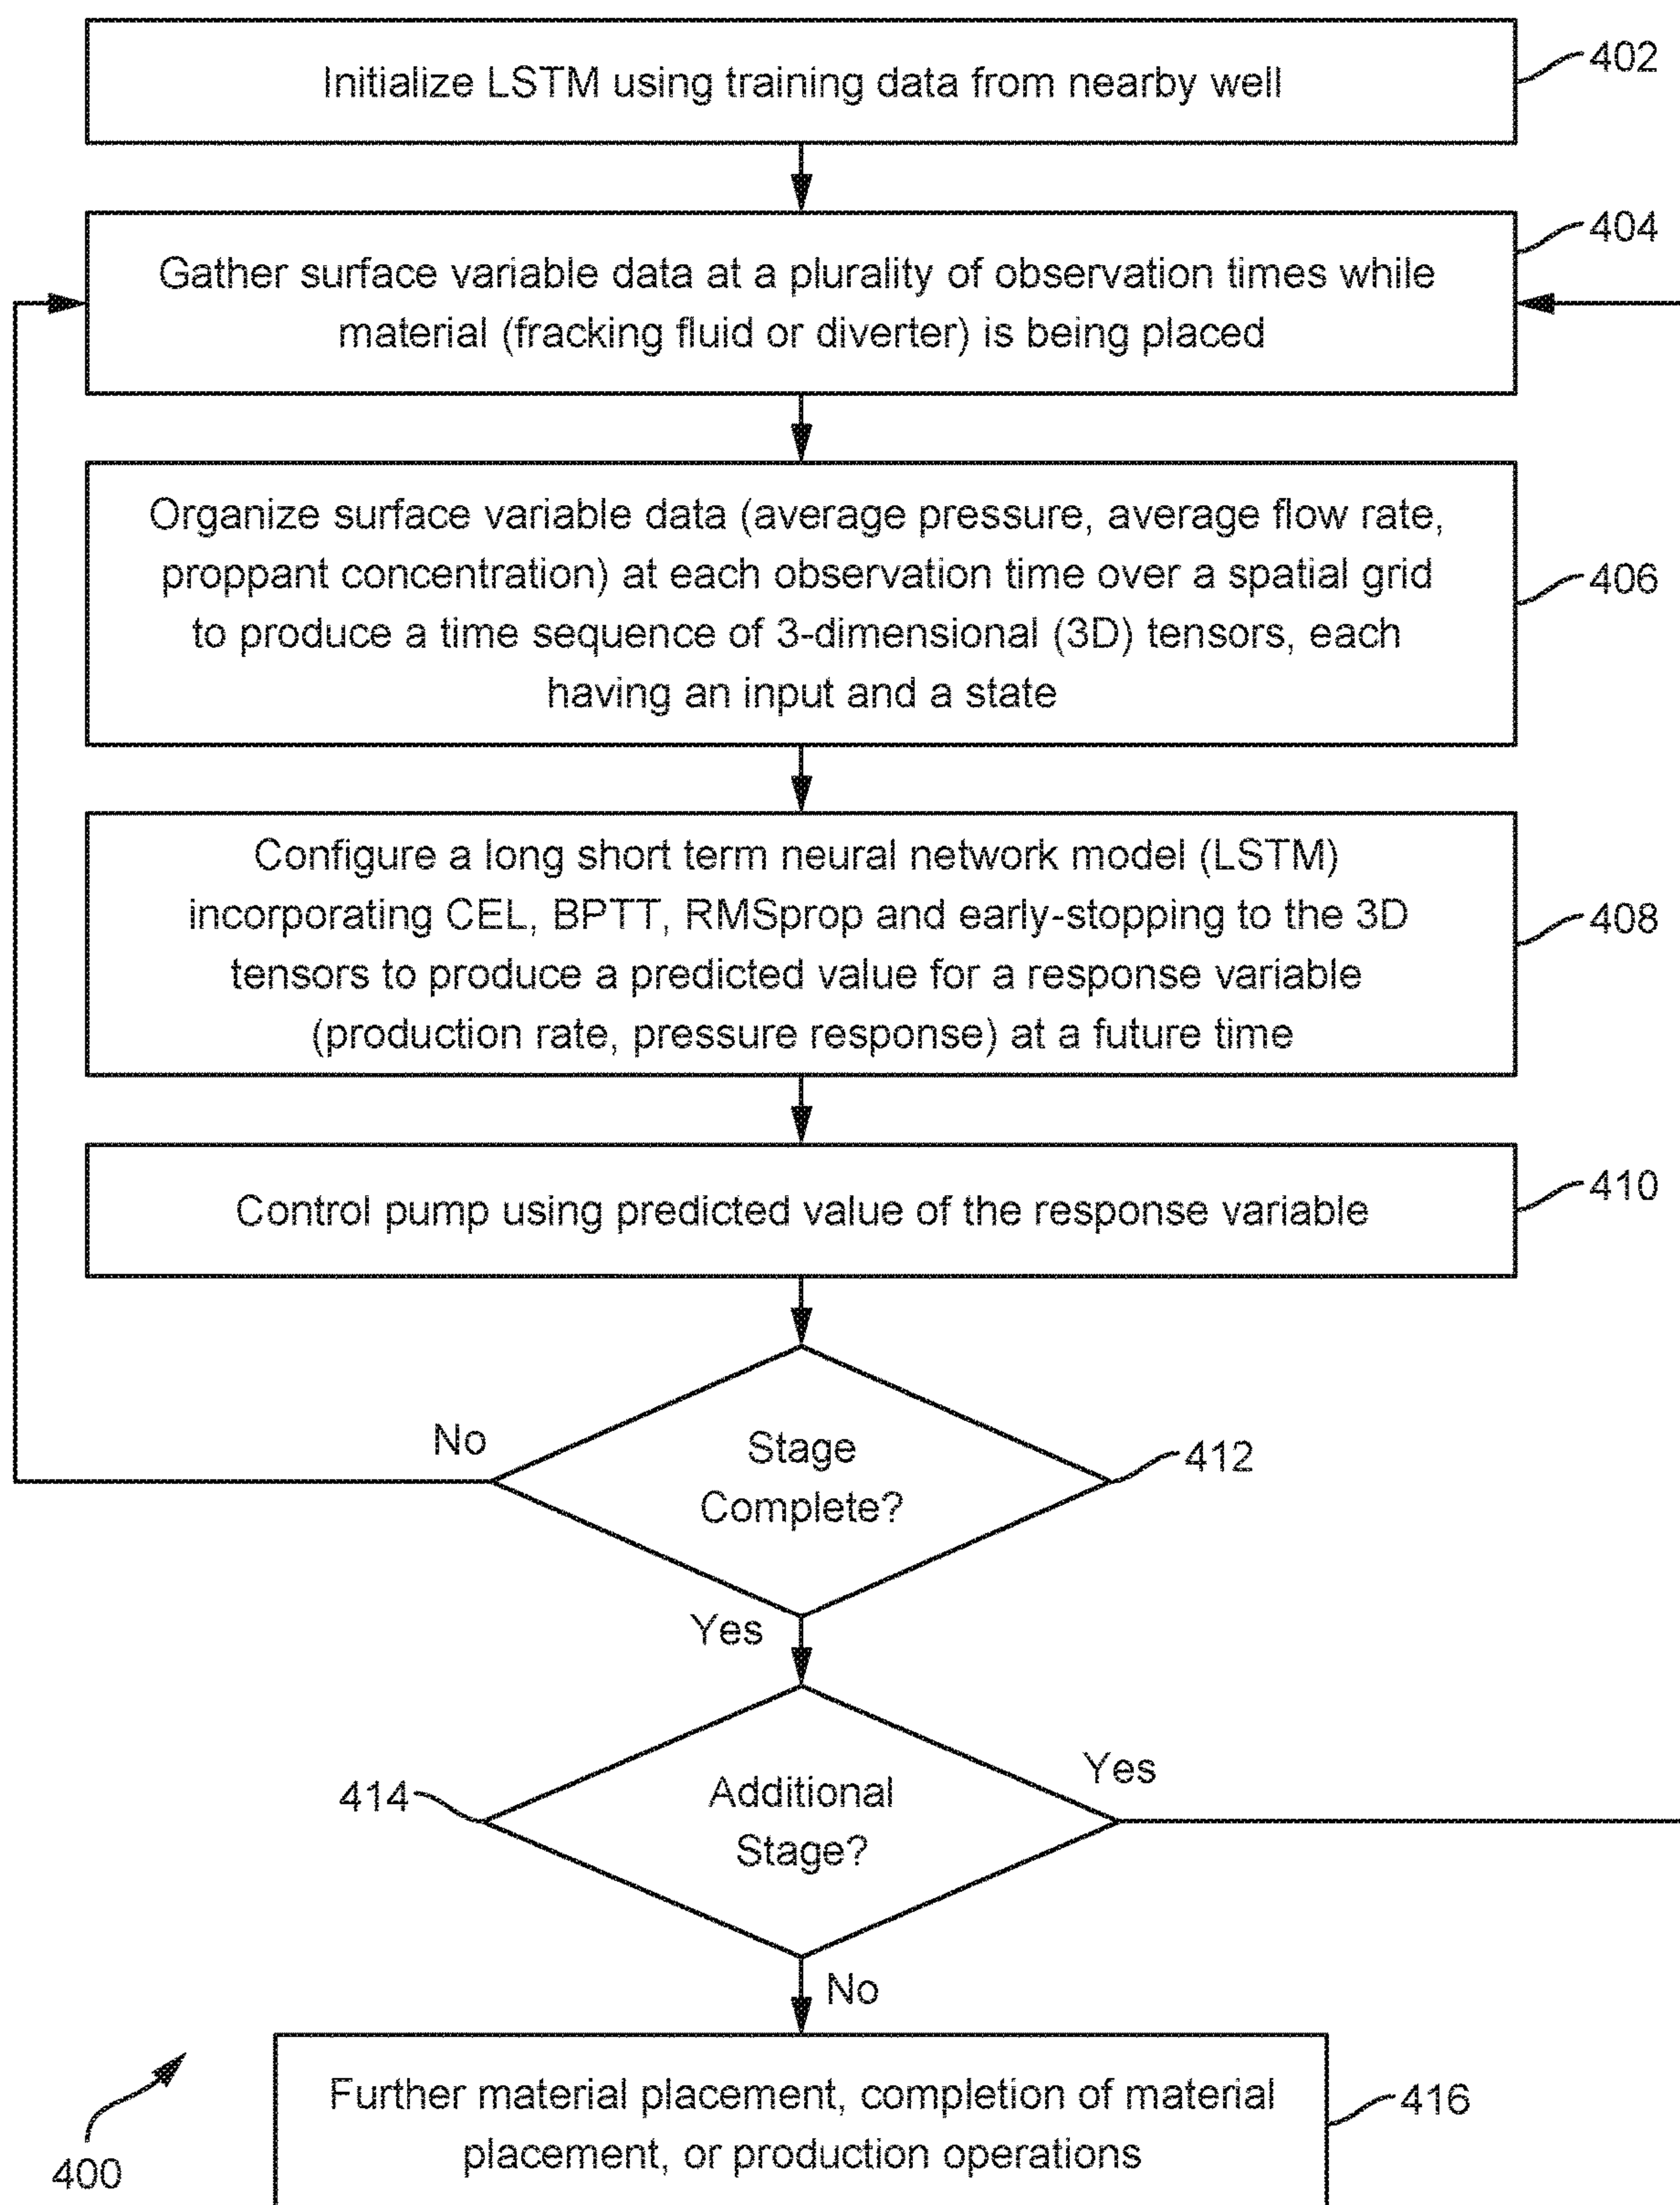 Initialize LSTM using training data from nearby well
402
Gather surface variable data at a plurality of observation times while
material (fracking fluid or diverter) is being placed
404
Organize surface variable data (average pressure, average flow rate,
proppant concentration) at each observation time over a spatial grid
to produce a time sequence of 3-dimensional (3D) tensors, each
having an input and a state
406
Configure a long short term neural network model (LSTM)
incorporating CEL, BPTT, RMSprop and early-stopping to the 3D
tensors to produce a predicted value for a response variable
(production rate, pressure response) at a future time
408
Control pump using predicted value of the response variable
410
No
Stage
Complete?
412
Yes
414
Additional
Stage?
Yes
No
Further material placement, completion of material
placement, or production operations
416
400